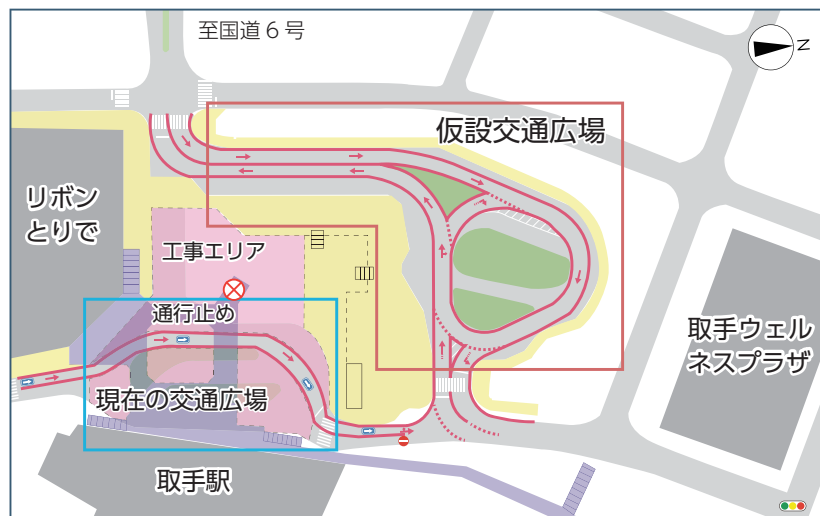 至国道６号
N
仮設交通広場
リボン
とりで
工事エリア
通行止め
取手ウェル
ネスプラザ
現在の交通広場
取手駅